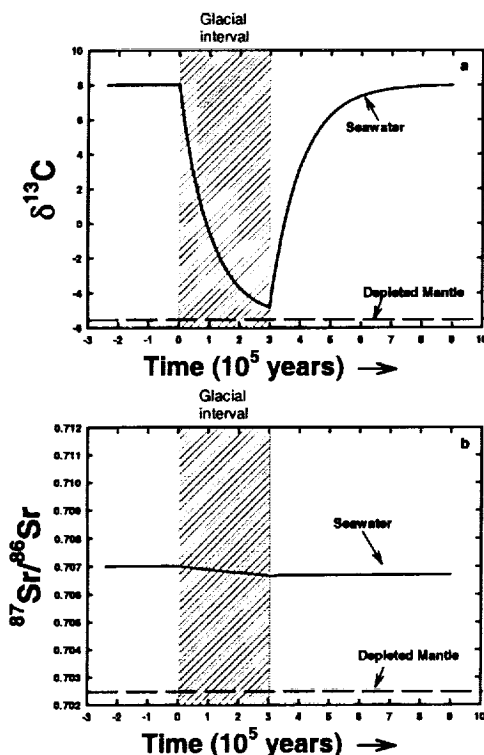 Glacial
interval
a
10
8
6
4
2
0
-2
-4
-6
δ13C
Seawater
Depleted Mantle
-3 -2 -1 0 1 2 3 4 5 6 7 8 9 10
Time (10^5 years) →
Glacial
interval
b
0.712
0.711
0.710
0.709
0.708
0.707
0.706
0.705
0.704
0.703
0.702
87Sr/86Sr
Seawater
Depleted Mantle
-3 -2 -1 0 1 2 3 4 5 6 7 8 9 10
Time (10^5 years) →